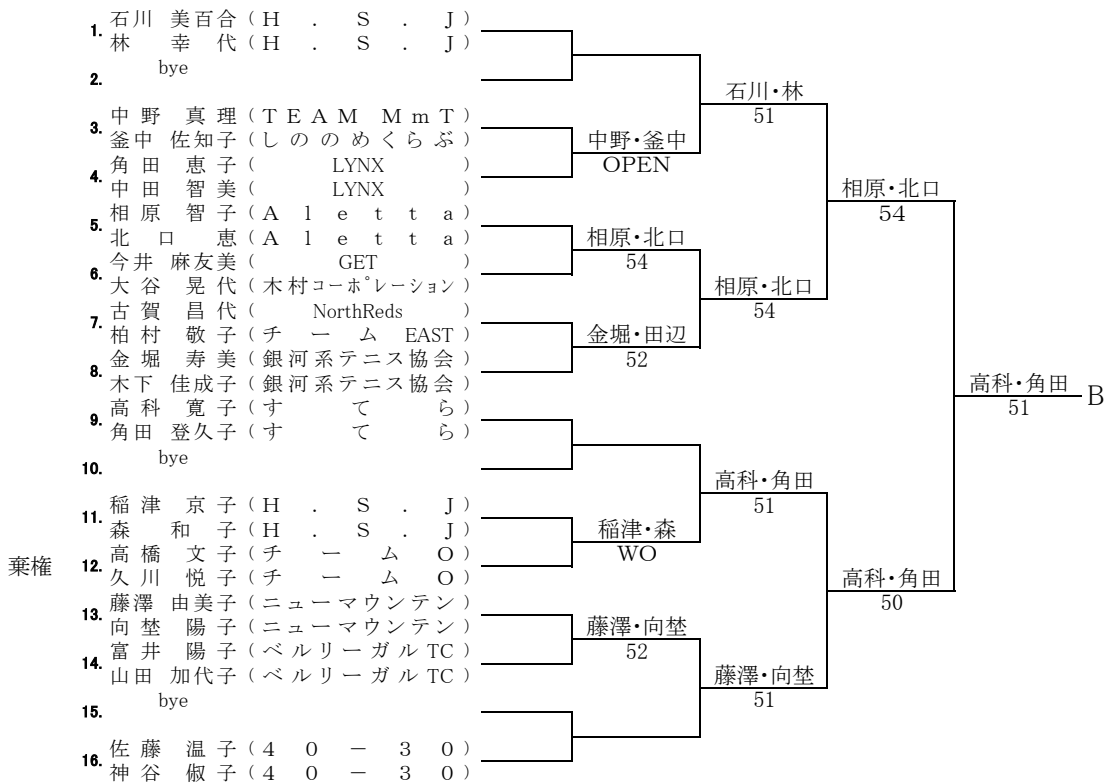 1. 石川 美百合 (H.S.J)
林 幸代 (H.S.J)
2. bye
3. 中野 真理 (TEAM MmT)
釜中 佐知子 (しののめくらぶ)
4. 角田 恵子 (LYNX)
中田 智美 (LYNX)
5. 相原 智子 (Aletta)
北口 恵 (Aletta)
6. 今井 麻友美 (GET)
大谷 晃代 (木村コーポレーション)
7. 古賀 昌代 (NorthReds)
柏村 敬子 (チーム EAST)
8. 金堀 寿美 (銀河系テニス協会)
木下 佳成子 (銀河系テニス協会)
9. 高科 寛子 (すてら)
角田 登久子 (すてら)
10. bye
11. 稲津 京子 (H.S.J)
森 和子 (H.S.J)
棄権 12. 高橋 文子 (チームO)
久川 悦子 (チームO)
13. 藤澤 由美子 (ニューマウンテン)
向埜 陽子 (ニューマウンテン)
14. 富井 陽子 (ベルリーガルTC)
山田 加代子 (ベルリーガルTC)
15. bye
16. 佐藤 温子 (40-30)
神谷 俶子 (40-30)
中野・釜中
OPEN
相原・北口
54
金堀・田辺
52
稲津・森
WO
藤澤・向埜
52
石川・林
51
相原・北口
54
高科・角田
51
藤澤・向埜
51
相原・北口
54
高科・角田
50
高科・角田
51
B